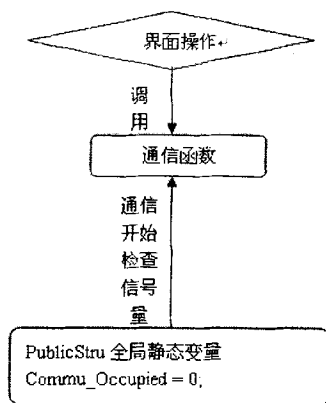 界面操作
调
用
通信函数
通信
开始
检查
信号
量
PublicStru 全局静态变量
Commu_Occupied = 0;